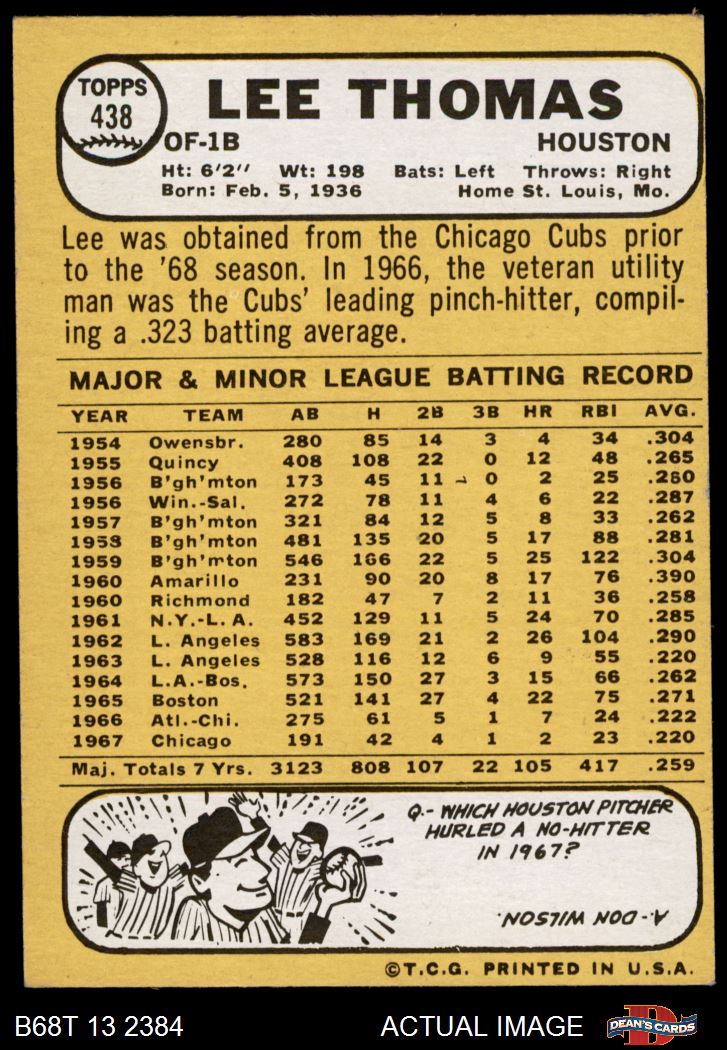 TOPPS
438
LEE THOMAS
OF-1B HOUSTON
Ht: 6'2" Wt: 198 Bats: Left Throws: Right
Born: Feb. 5, 1936 Home St. Louis, Mo.
Lee was obtained from the Chicago Cubs prior
to the '68 season. In 1966, the veteran utility
man was the Cubs' leading pinch-hitter, compil-
ing a .323 batting average.
MAJOR & MINOR LEAGUE BATTING RECORD
YEAR TEAM AB H 2B 3B HR RBI AVG.
1954 Owensbr. 280 85 14 3 4 34 .304
1955 Quincy 408 108 22 0 12 48 .265
1956 B'gh'mton 173 45 11 0 2 25 .260
1956 Win.-Sal. 272 78 11 4 6 22 .287
1957 B'gh'mton 321 84 12 5 8 33 .262
1958 B'gh'mton 481 135 20 5 17 88 .281
1959 B'gh'mton 546 166 22 5 25 122 .304
1960 Amarillo 231 90 20 8 17 76 .390
1960 Richmond 182 47 7 2 11 36 .258
1961 N.Y.-L.A. 452 129 11 5 24 70 .285
1962 L. Angeles 583 169 21 2 26 104 .290
1963 L. Angeles 528 116 12 6 9 55 .220
1964 L.A.-Bos. 573 150 27 3 15 66 .262
1965 Boston 521 141 27 4 22 75 .271
1966 Atl.-Chi. 275 61 5 1 7 24 .222
1967 Chicago 191 42 4 1 2 23 .220
Maj. Totals 7 Yrs. 3123 808 107 22 105 417 .259
Q.- WHICH HOUSTON PITCHER
HURLED A NO-HITTER
IN 1967?
A.- DON WILSON
©T.C.G. PRINTED IN U.S.A.
B68T 13 2384 ACTUAL IMAGE DEAN'S CARDS